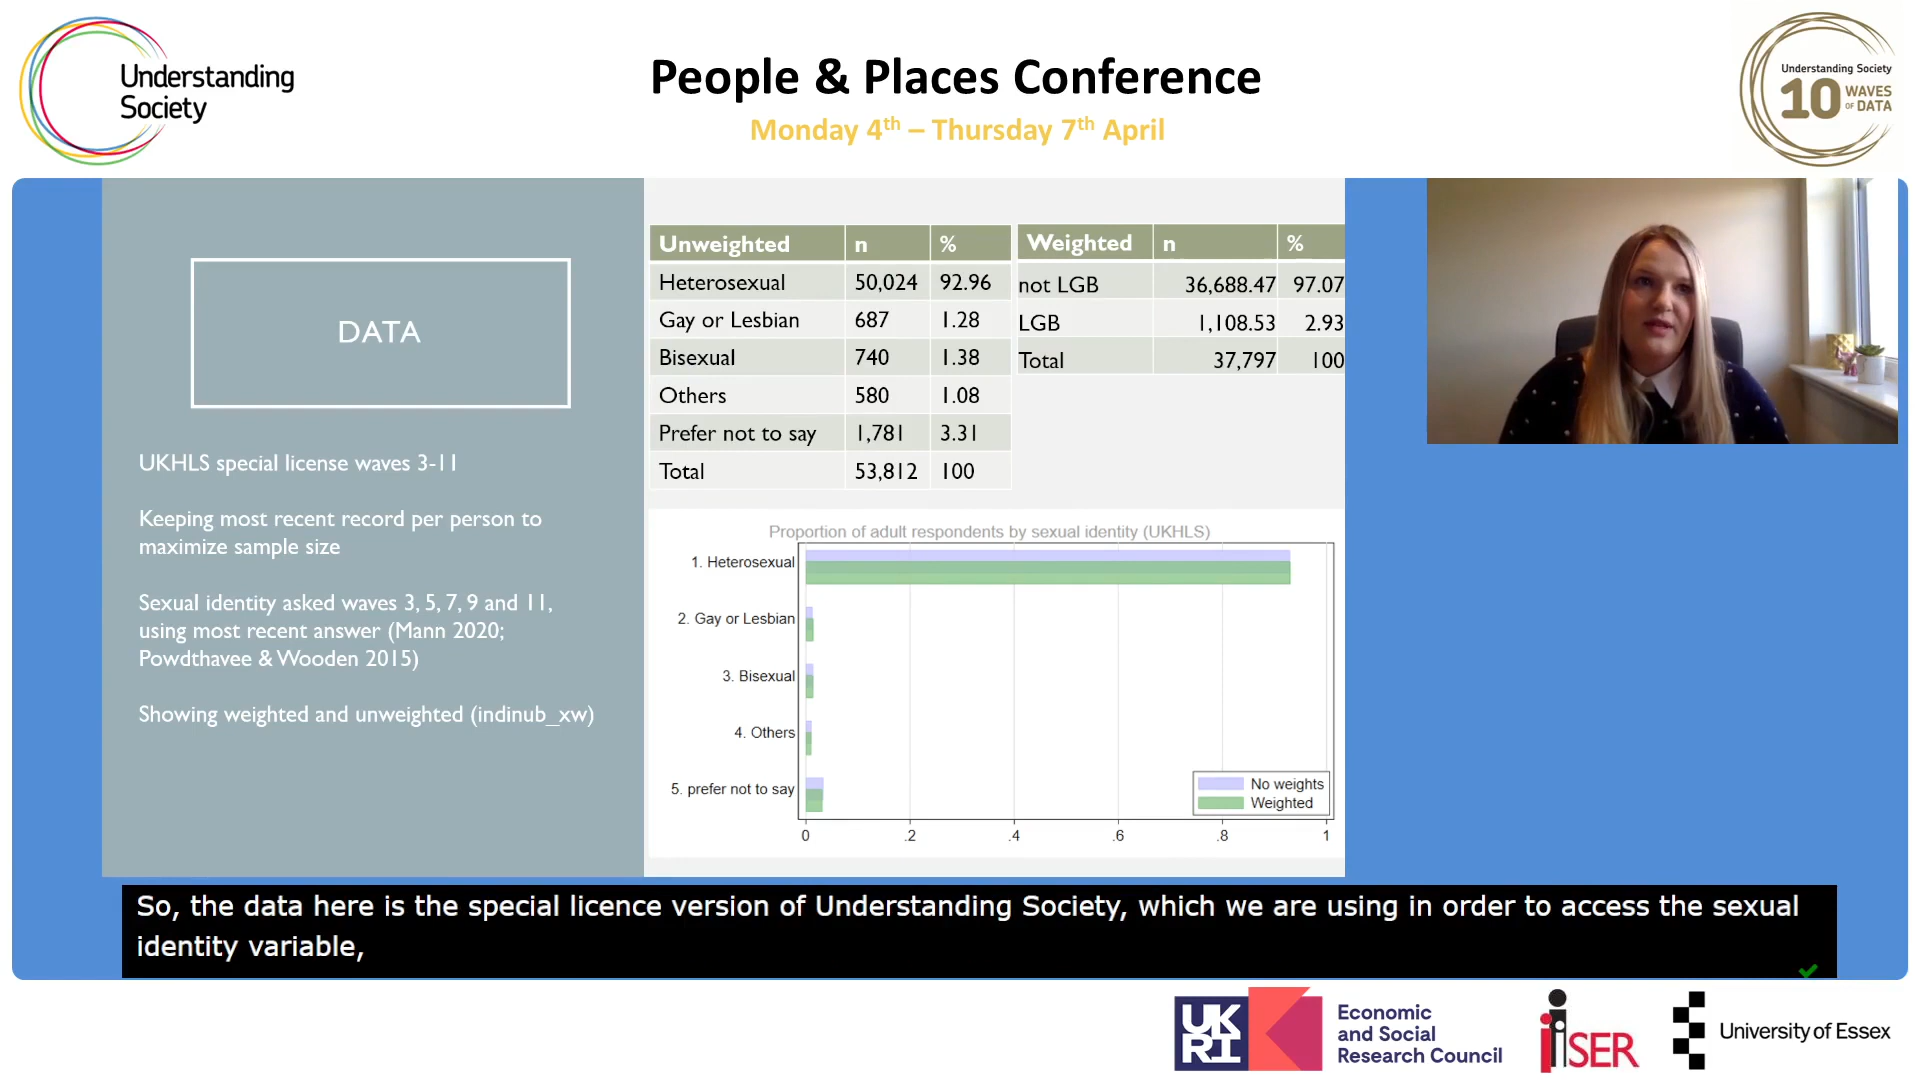 Understanding
Society
People & Places Conference
Monday 4th – Thursday 7th April
Understanding Society
10 WAVES
OF DATA
DATA
UKHLS special license waves 3-11
Keeping most recent record per person to
maximize sample size
Sexual identity asked waves 3, 5, 7, 9 and 11,
using most recent answer (Mann 2020;
Powdthavee & Wooden 2015)
Showing weighted and unweighted (indinub_xw)
Unweighted n %
Heterosexual 50,024 92.96
Gay or Lesbian 687 1.28
Bisexual 740 1.38
Others 580 1.08
Prefer not to say 1,781 3.31
Total 53,812 100
Weighted n %
not LGB 36,688.47 97.07
LGB 1,108.53 2.93
Total 37,797 100
Proportion of adult respondents by sexual identity (UKHLS)
1. Heterosexual
2. Gay or Lesbian
3. Bisexual
4. Others
5. prefer not to say
No weights
Weighted
0 .2 .4 .6 .8 1
So, the data here is the special licence version of Understanding Society, which we are using in order to access the sexual
identity variable,
UK
RI
Economic
and Social
Research Council
iSER
University of Essex